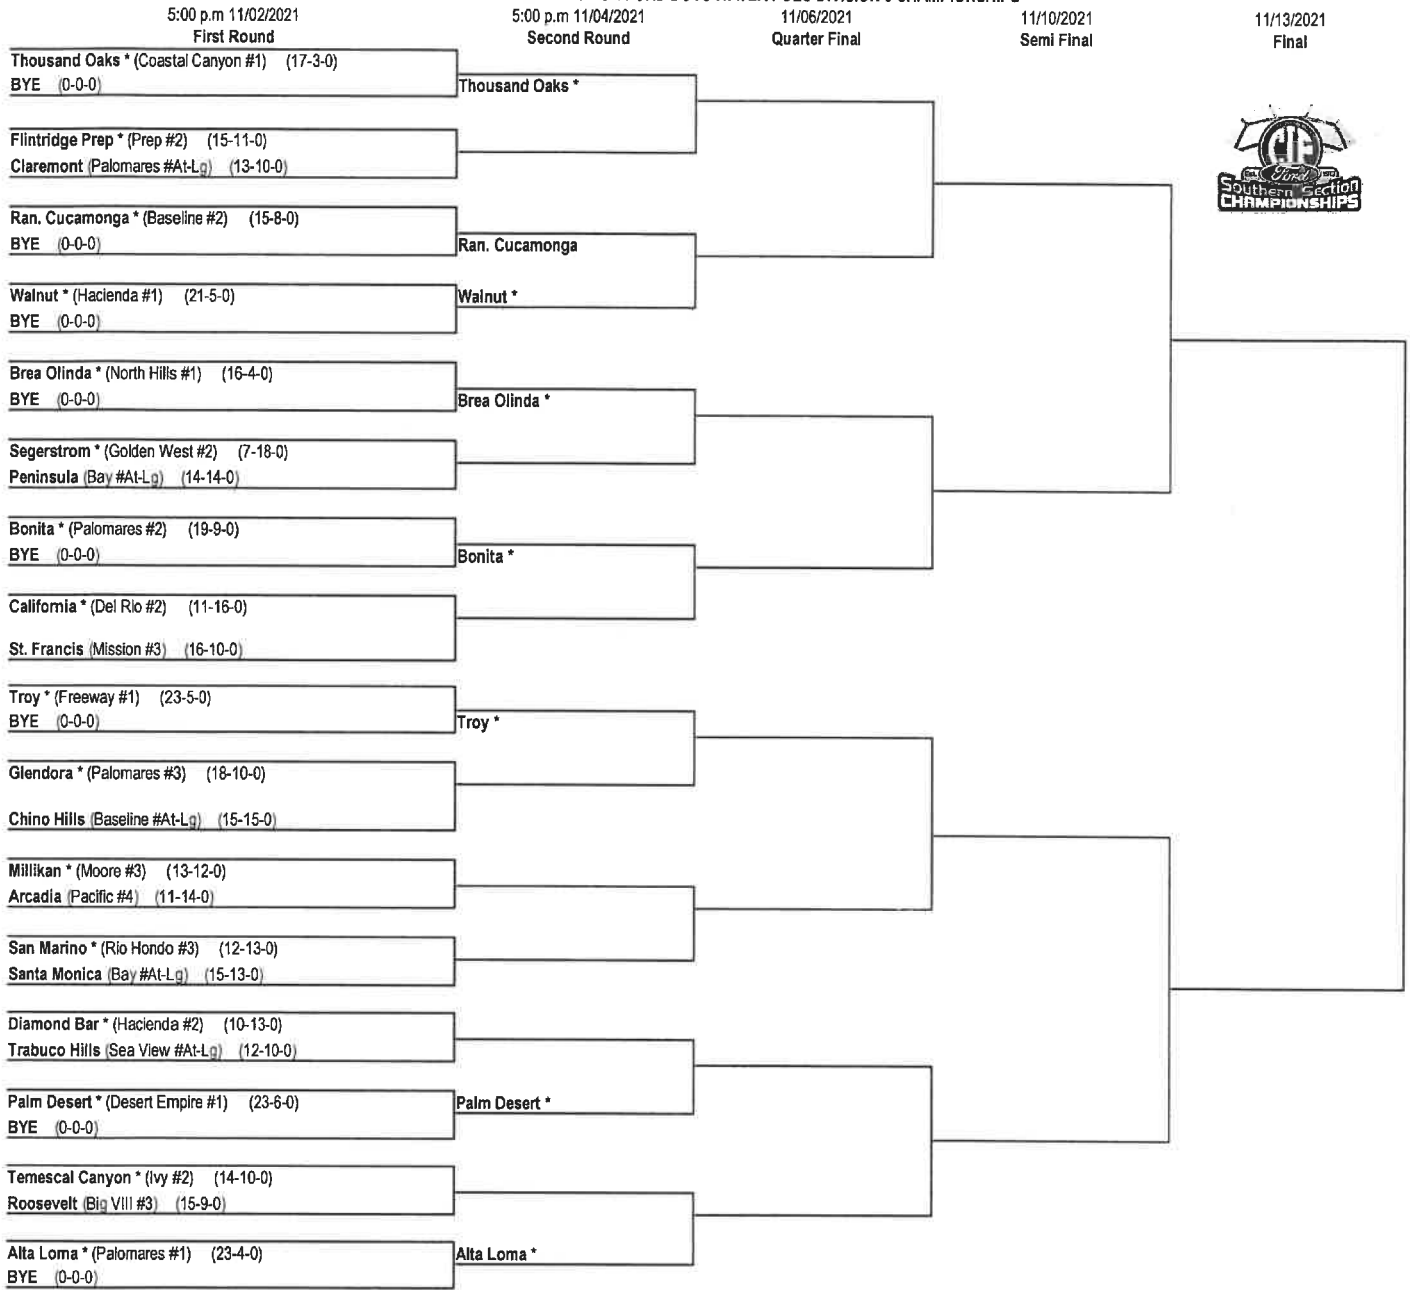 5:00 p.m 11/02/2021
First Round
5:00 p.m 11/04/2021
Second Round
11/06/2021
Quarter Final
11/10/2021
Semi Final
11/13/2021
Final
Thousand Oaks * (Coastal Canyon #1) (17-3-0)
BYE (0-0-0)
Flintridge Prep * (Prep #2) (15-11-0)
Claremont (Palomares #At-Lg) (13-10-0)
Ran. Cucamonga * (Baseline #2) (15-8-0)
BYE (0-0-0)
Walnut * (Hacienda #1) (21-5-0)
BYE (0-0-0)
Brea Olinda * (North Hills #1) (16-4-0)
BYE (0-0-0)
Segerstrom * (Golden West #2) (7-18-0)
Peninsula (Bay #At-Lg) (14-14-0)
Bonita * (Palomares #2) (19-9-0)
BYE (0-0-0)
California * (Del Rio #2) (11-16-0)
St. Francis (Mission #3) (16-10-0)
Troy * (Freeway #1) (23-5-0)
BYE (0-0-0)
Glendora * (Palomares #3) (18-10-0)
Chino Hills (Baseline #At-Lg) (15-15-0)
Millikan * (Moore #3) (13-12-0)
Arcadia (Pacific #4) (11-14-0)
San Marino * (Rio Hondo #3) (12-13-0)
Santa Monica (Bay #At-Lg) (15-13-0)
Diamond Bar * (Hacienda #2) (10-13-0)
Trabuco Hills (Sea View #At-Lg) (12-10-0)
Palm Desert * (Desert Empire #1) (23-6-0)
BYE (0-0-0)
Temescal Canyon * (Ivy #2) (14-10-0)
Roosevelt (Big VIII #3) (15-9-0)
Alta Loma * (Palomares #1) (23-4-0)
BYE (0-0-0)
Thousand Oaks *
Ran. Cucamonga
Walnut *
Brea Olinda *
Bonita *
Troy *
Palm Desert *
Alta Loma *
CIF
Ford
Southern Section
CHAMPIONSHIPS